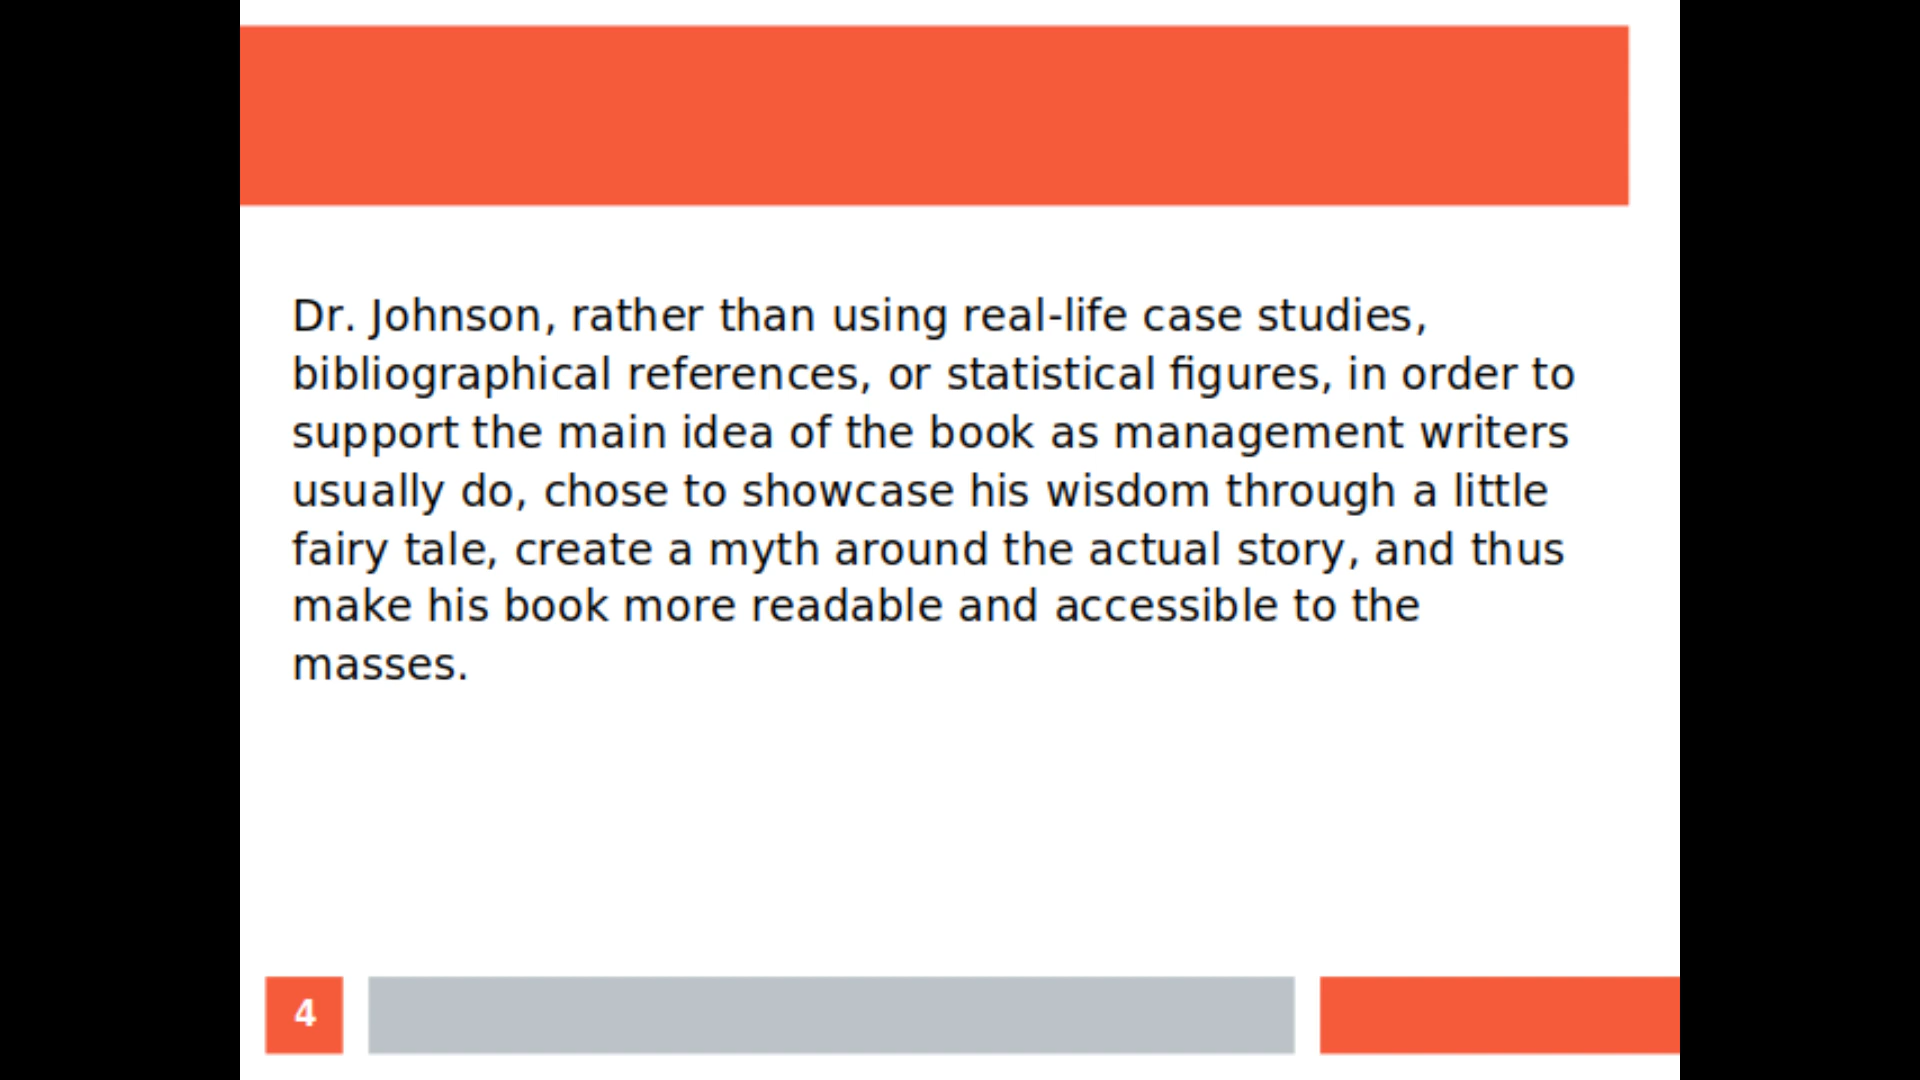 Dr. Johnson, rather than using real-life case studies,
bibliographical references, or statistical figures, in order to
support the main idea of the book as management writers
usually do, chose to showcase his wisdom through a little
fairy tale, create a myth around the actual story, and thus
make his book more readable and accessible to the
masses.
4